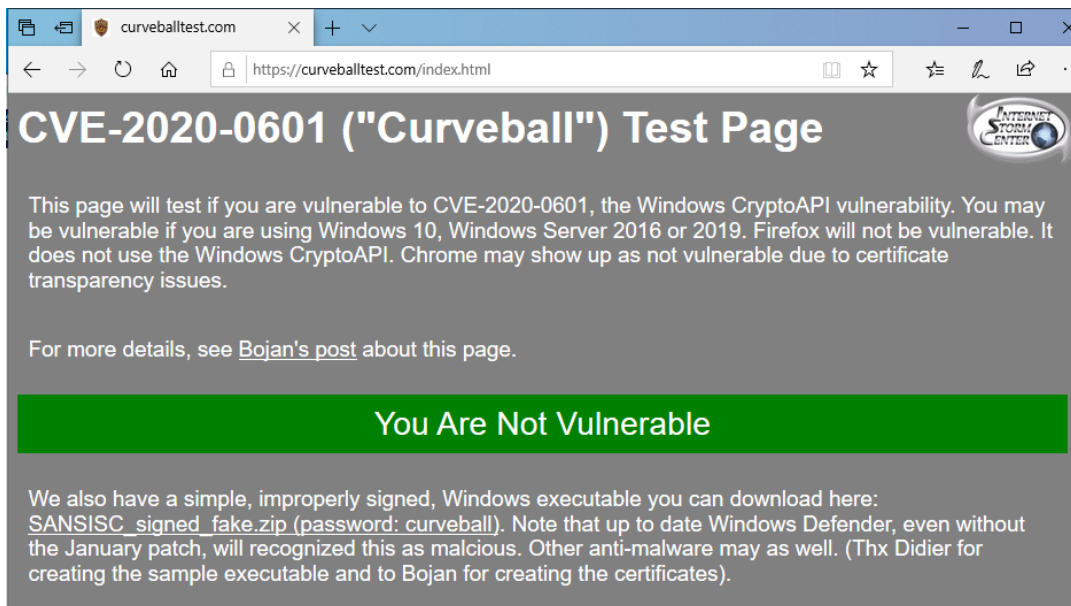 curveballtest.com
https://curveballtest.com/index.html
CVE-2020-0601 ("Curveball") Test Page
INTERNET
STORM
CENTER
This page will test if you are vulnerable to CVE-2020-0601, the Windows CryptoAPI vulnerability. You may
be vulnerable if you are using Windows 10, Windows Server 2016 or 2019. Firefox will not be vulnerable. It
does not use the Windows CryptoAPI. Chrome may show up as not vulnerable due to certificate
transparency issues.
For more details, see Bojan's post about this page.
You Are Not Vulnerable
We also have a simple, improperly signed, Windows executable you can download here:
SANSISC_signed_fake.zip (password: curveball). Note that up to date Windows Defender, even without
the January patch, will recognized this as malcious. Other anti-malware may as well. (Thx Didier for
creating the sample executable and to Bojan for creating the certificates).